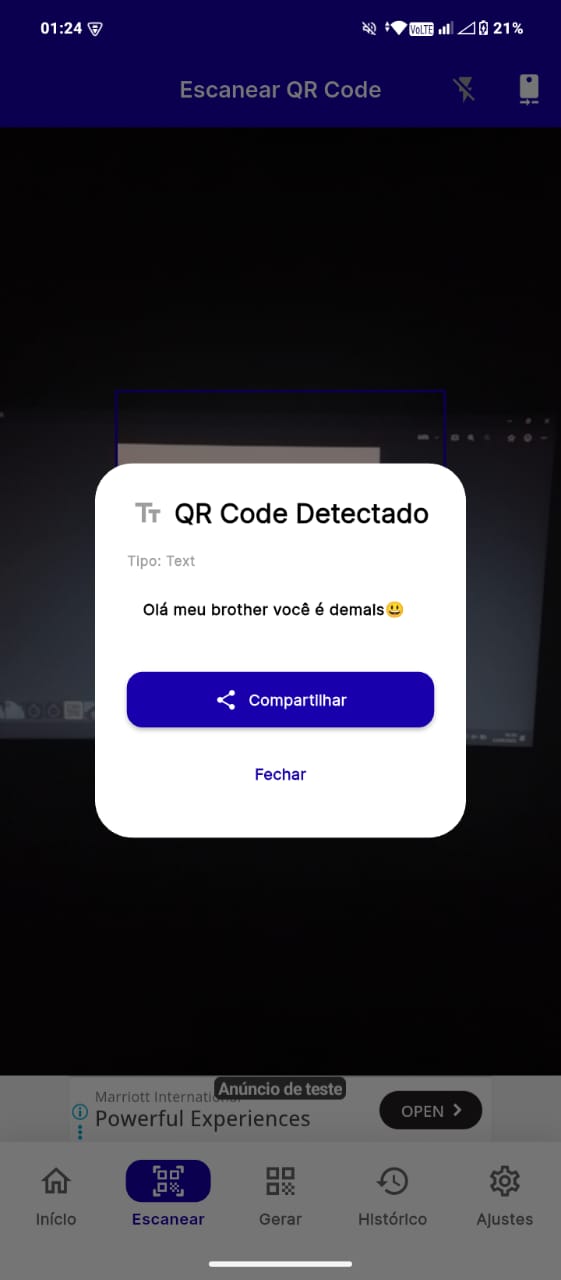 01:24 VoLTE 21%
Escanear QR Code
QR Code Detectado
Tipo: Text
Olá meu brother você é demais😃
Compartilhar
Fechar
Anúncio de teste
Marriott International
Powerful Experiences
OPEN
Início Escanear Gerar Histórico Ajustes